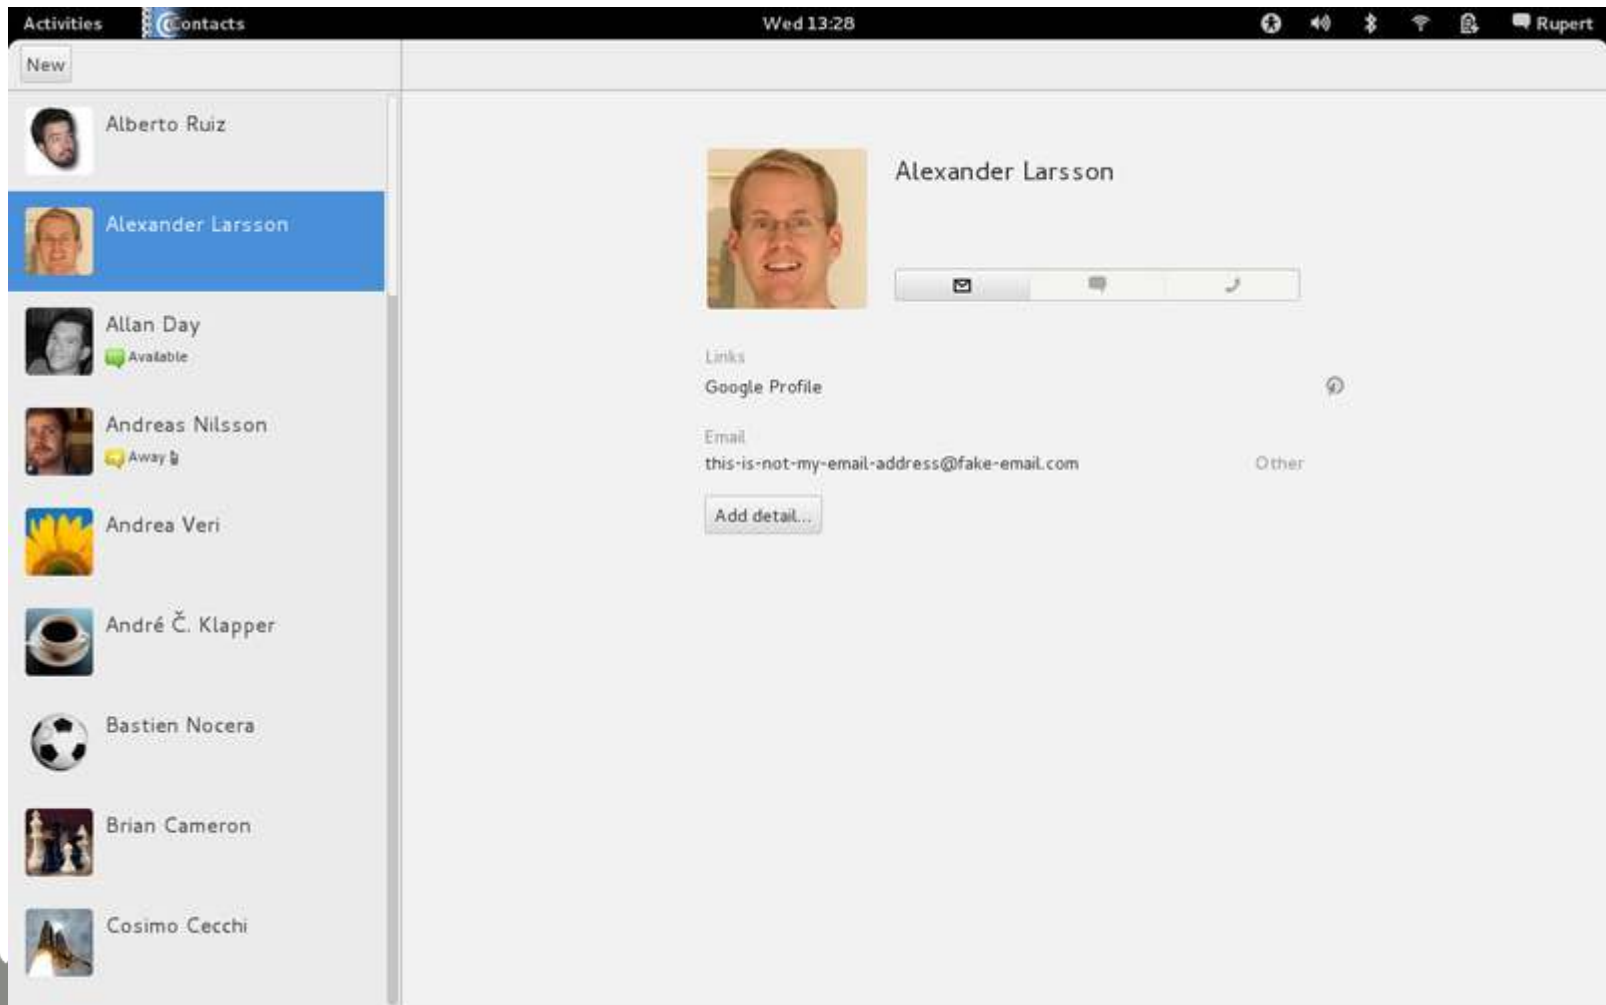 Activities
Contacts
Wed 13:28
Rupert
New
Alberto Ruiz
Alexander Larsson
Allan Day
Available
Andreas Nilsson
Away
Andrea Veri
André Č. Klapper
Bastien Nocera
Brian Cameron
Cosimo Cecchi
Alexander Larsson
Links
Google Profile
Email
this-is-not-my-email-address@fake-email.com
Other
Add detail...